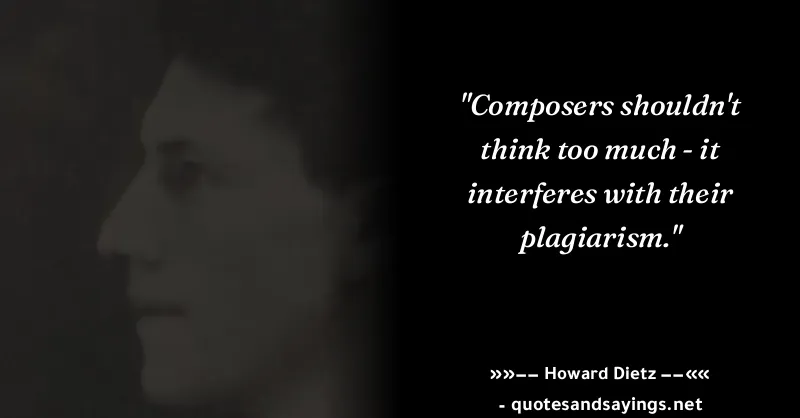 "Composers shouldn't
think too much - it
interferes with their
plagiarism."
»»−− Howard Dietz −−««
- quotesandsayings.net